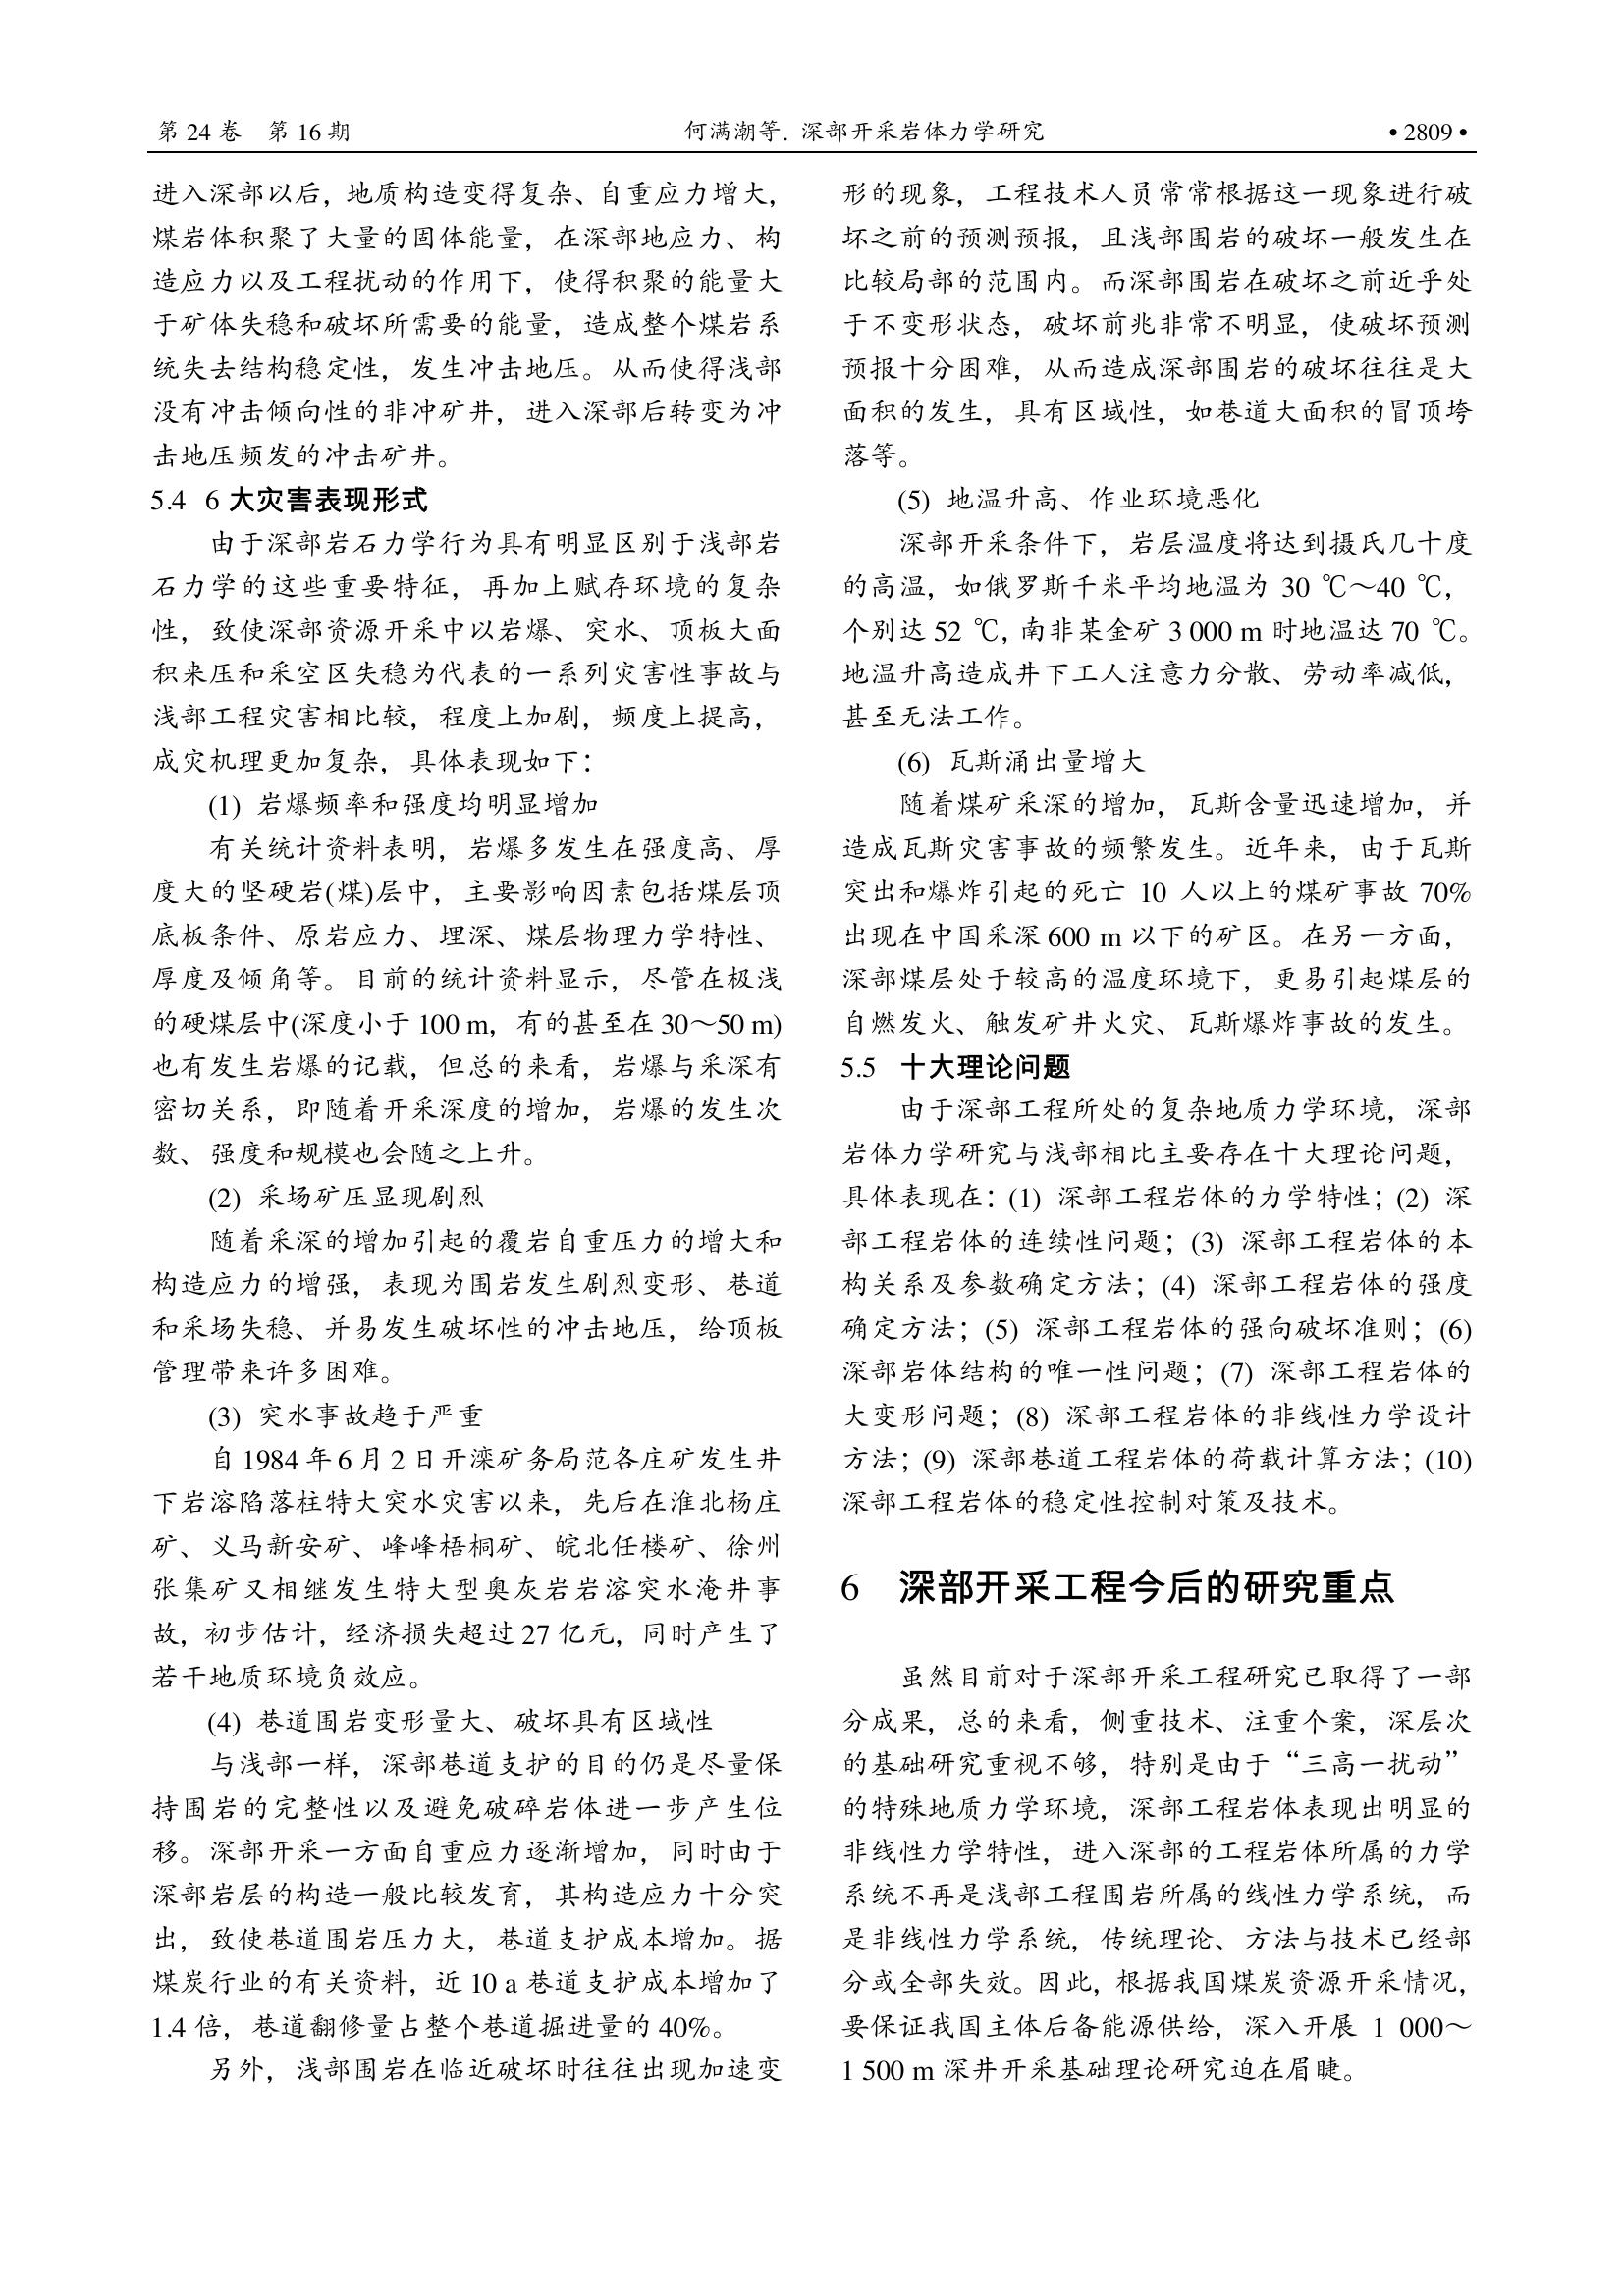 第 24 卷　第 16 期　何满潮等. 深部开采岩体力学研究　• 2809 •
进入深部以后，地质构造变得复杂、自重应力增大，
煤岩体积聚了大量的固体能量，在深部地应力、构
造应力以及工程扰动的作用下，使得积聚的能量大
于矿体失稳和破坏所需要的能量，造成整个煤岩系
统失去结构稳定性，发生冲击地压。从而使得浅部
没有冲击倾向性的非冲矿井，进入深部后转变为冲
击地压频发的冲击矿井。
5.4 6 大灾害表现形式
由于深部岩石力学行为具有明显区别于浅部岩
石力学的这些重要特征，再加上赋存环境的复杂
性，致使深部资源开采中以岩爆、突水、顶板大面
积来压和采空区失稳为代表的一系列灾害性事故与
浅部工程灾害相比较，程度上加剧，频度上提高，
成灾机理更加复杂，具体表现如下：
(1) 岩爆频率和强度均明显增加
有关统计资料表明，岩爆多发生在强度高、厚
度大的坚硬岩(煤)层中，主要影响因素包括煤层顶
底板条件、原岩应力、埋深、煤层物理力学特性、
厚度及倾角等。目前的统计资料显示，尽管在极浅
的硬煤层中(深度小于 100 m，有的甚至在 30～50 m)
也有发生岩爆的记载，但总的来看，岩爆与采深有
密切关系，即随着开采深度的增加，岩爆的发生次
数、强度和规模也会随之上升。
(2) 采场矿压显现剧烈
随着采深的增加引起的覆岩自重压力的增大和
构造应力的增强，表现为围岩发生剧烈变形、巷道
和采场失稳、并易发生破坏性的冲击地压，给顶板
管理带来许多困难。
(3) 突水事故趋于严重
自 1984 年 6 月 2 日开滦矿务局范各庄矿发生井
下岩溶陷落柱特大突水灾害以来，先后在淮北杨庄
矿、义马新安矿、峰峰梧桐矿、皖北任楼矿、徐州
张集矿又相继发生特大型奥灰岩岩溶突水淹井事
故，初步估计，经济损失超过 27 亿元，同时产生了
若干地质环境负效应。
(4) 巷道围岩变形量大、破坏具有区域性
与浅部一样，深部巷道支护的目的仍是尽量保
持围岩的完整性以及避免破碎岩体进一步产生位
移。深部开采一方面自重应力逐渐增加，同时由于
深部岩层的构造一般比较发育，其构造应力十分突
出，致使巷道围岩压力大，巷道支护成本增加。据
煤炭行业的有关资料，近 10 a 巷道支护成本增加了
1.4 倍，巷道翻修量占整个巷道掘进量的 40%。
另外，浅部围岩在临近破坏时往往出现加速变
形的现象，工程技术人员常常根据这一现象进行破
坏之前的预测预报，且浅部围岩的破坏一般发生在
比较局部的范围内。而深部围岩在破坏之前近乎处
于不变形状态，破坏前兆非常不明显，使破坏预测
预报十分困难，从而造成深部围岩的破坏往往是大
面积的发生，具有区域性，如巷道大面积的冒顶垮
落等。
(5) 地温升高、作业环境恶化
深部开采条件下，岩层温度将达到摄氏几十度
的高温，如俄罗斯千米平均地温为 30 ℃～40 ℃，
个别达 52 ℃，南非某金矿 3 000 m 时地温达 70 ℃。
地温升高造成井下工人注意力分散、劳动率减低，
甚至无法工作。
(6) 瓦斯涌出量增大
随着煤矿采深的增加，瓦斯含量迅速增加，并
造成瓦斯灾害事故的频繁发生。近年来，由于瓦斯
突出和爆炸引起的死亡 10 人以上的煤矿事故 70%
出现在中国采深 600 m 以下的矿区。在另一方面，
深部煤层处于较高的温度环境下，更易引起煤层的
自燃发火、触发矿井火灾、瓦斯爆炸事故的发生。
5.5 十大理论问题
由于深部工程所处的复杂地质力学环境，深部
岩体力学研究与浅部相比主要存在十大理论问题，
具体表现在：(1) 深部工程岩体的力学特性；(2) 深
部工程岩体的连续性问题；(3) 深部工程岩体的本
构关系及参数确定方法；(4) 深部工程岩体的强度
确定方法；(5) 深部工程岩体的强向破坏准则；(6)
深部岩体结构的唯一性问题；(7) 深部工程岩体的
大变形问题；(8) 深部工程岩体的非线性力学设计
方法；(9) 深部巷道工程岩体的荷载计算方法；(10)
深部工程岩体的稳定性控制对策及技术。
6 深部开采工程今后的研究重点
虽然目前对于深部开采工程研究已取得了一部
分成果，总的来看，侧重技术、注重个案，深层次
的基础研究重视不够，特别是由于“三高一扰动”
的特殊地质力学环境，深部工程岩体表现出明显的
非线性力学特性，进入深部的工程岩体所属的力学
系统不再是浅部工程围岩所属的线性力学系统，而
是非线性力学系统，传统理论、方法与技术已经部
分或全部失效。因此，根据我国煤炭资源开采情况，
要保证我国主体后备能源供给，深入开展 1 000～
1 500 m 深井开采基础理论研究迫在眉睫。